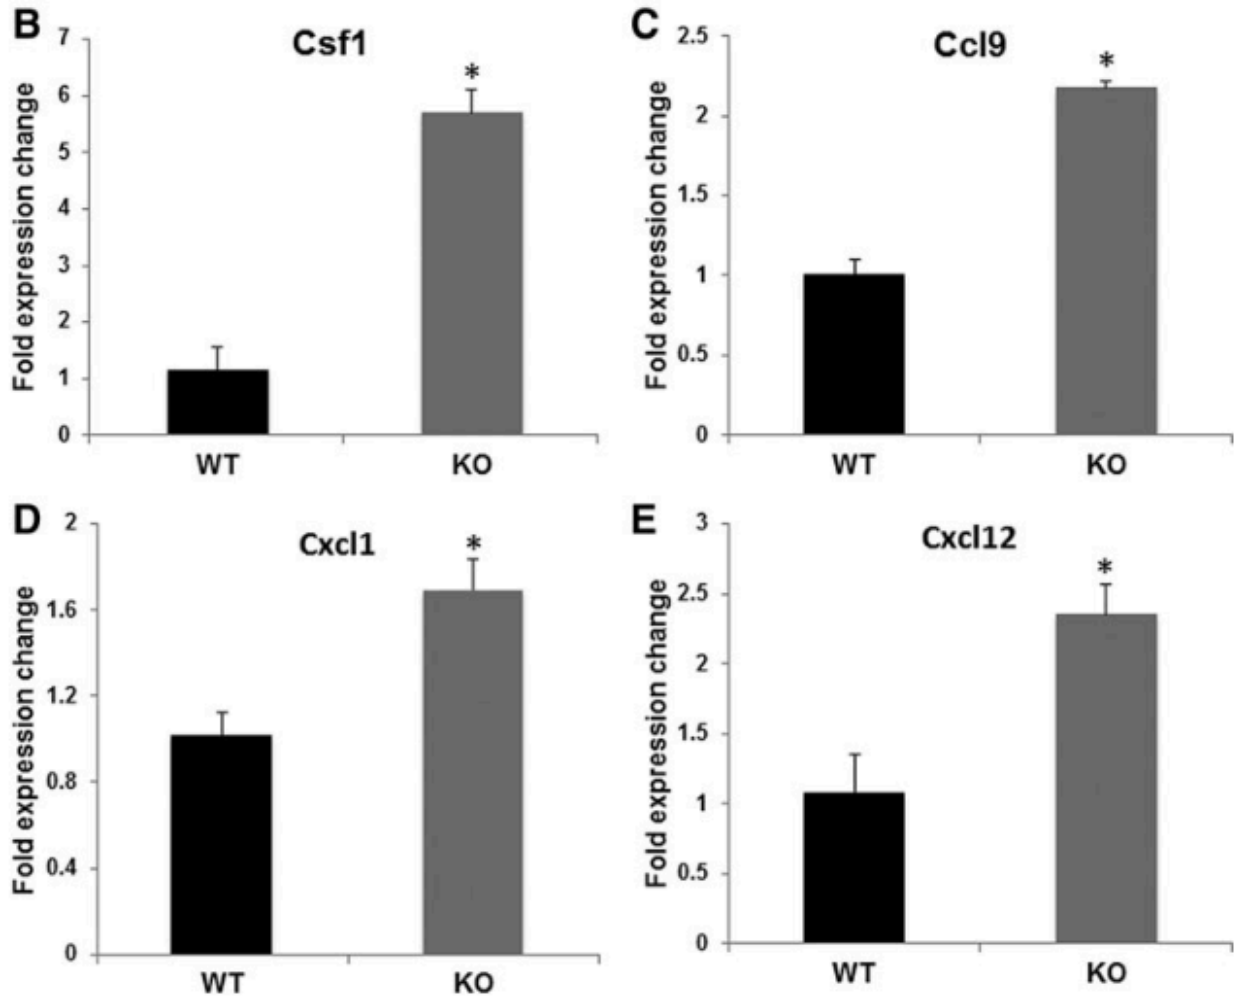 B
Csf1
Fold expression change
7
6
5
4
3
2
1
0
*
WT
KO
C
Ccl9
Fold expression change
2.5
2
1.5
1
0.5
0
*
WT
KO
D
Cxcl1
Fold expression change
2
1.6
1.2
0.8
0.4
0
*
WT
KO
E
Cxcl12
Fold expression change
3
2.5
2
1.5
1
0.5
0
*
WT
KO